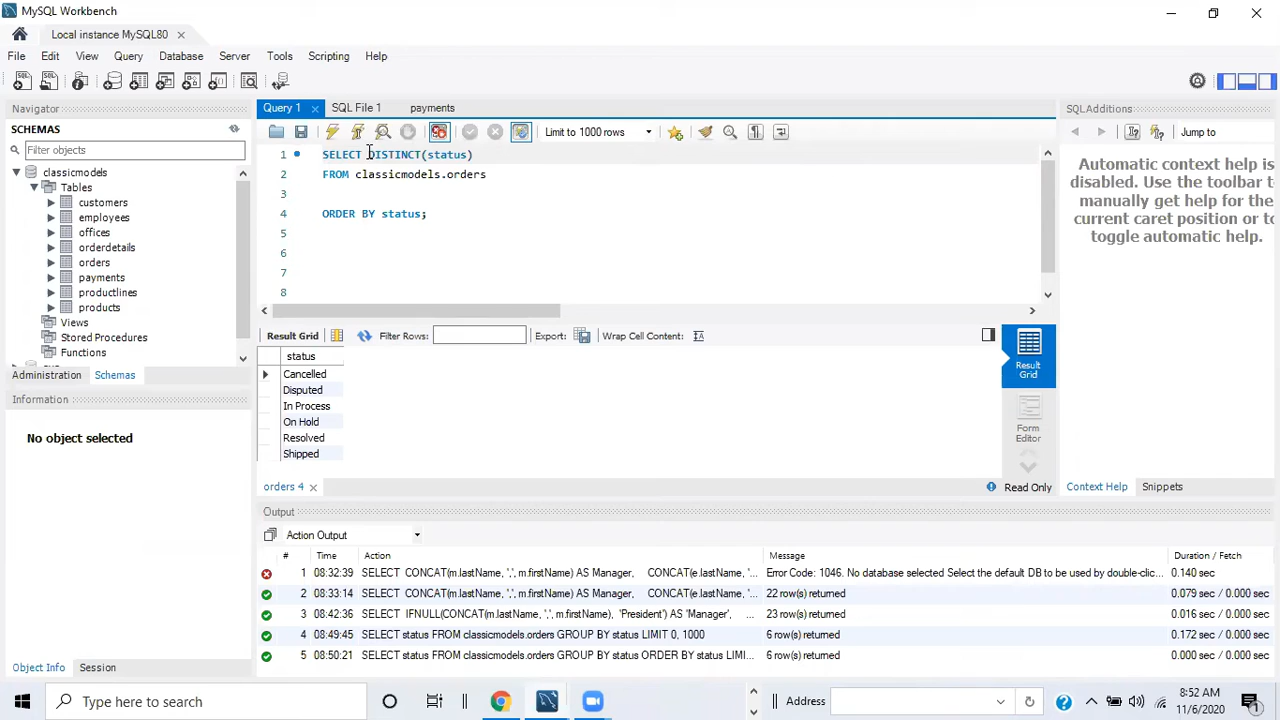 MySQL Workbench
Local instance MySQL80
File Edit View Query Database Server Tools Scripting Help
Navigator
SCHEMAS
Filter objects
classicmodels
Tables
customers
employees
offices
orderdetails
orders
payments
productlines
products
Views
Stored Procedures
Functions
Administration Schemas
Information
No object selected
Object Info Session
Query 1 SQL File 1 payments
Limit to 1000 rows
1 SELECT DISTINCT(status)
2 FROM classicmodels.orders
3
4 ORDER BY status;
5
6
7
8
Result Grid Filter Rows: Export: Wrap Cell Content:
status
Cancelled
Disputed
In Process
On Hold
Resolved
Shipped
Result
Grid
Form
Editor
orders 4
Read Only
SQLAdditions
Jump to
Automatic context help is
disabled. Use the toolbar to
manually get help for the
current caret position or to
toggle automatic help.
Context Help Snippets
Output
Action Output
# Time Action Message Duration / Fetch
1 08:32:39 SELECT CONCAT(m.lastName, ',', m.firstName) AS Manager, CONCAT(e.lastName, '... Error Code: 1046. No database selected Select the default DB to be used by double-clic... 0.140 sec
2 08:33:14 SELECT CONCAT(m.lastName, ',', m.firstName) AS Manager, CONCAT(e.lastName, '... 22 row(s) returned 0.079 sec / 0.000 sec
3 08:42:36 SELECT IFNULL(CONCAT(m.lastName, ',', m.firstName), 'President') AS 'Manager', ... 23 row(s) returned 0.016 sec / 0.000 sec
4 08:49:45 SELECT status FROM classicmodels.orders GROUP BY status LIMIT 0, 1000 6 row(s) returned 0.172 sec / 0.000 sec
5 08:50:21 SELECT status FROM classicmodels.orders GROUP BY status ORDER BY status LIMI... 6 row(s) returned 0.000 sec / 0.000 sec
Type here to search
Address
8:52 AM
11/6/2020
1